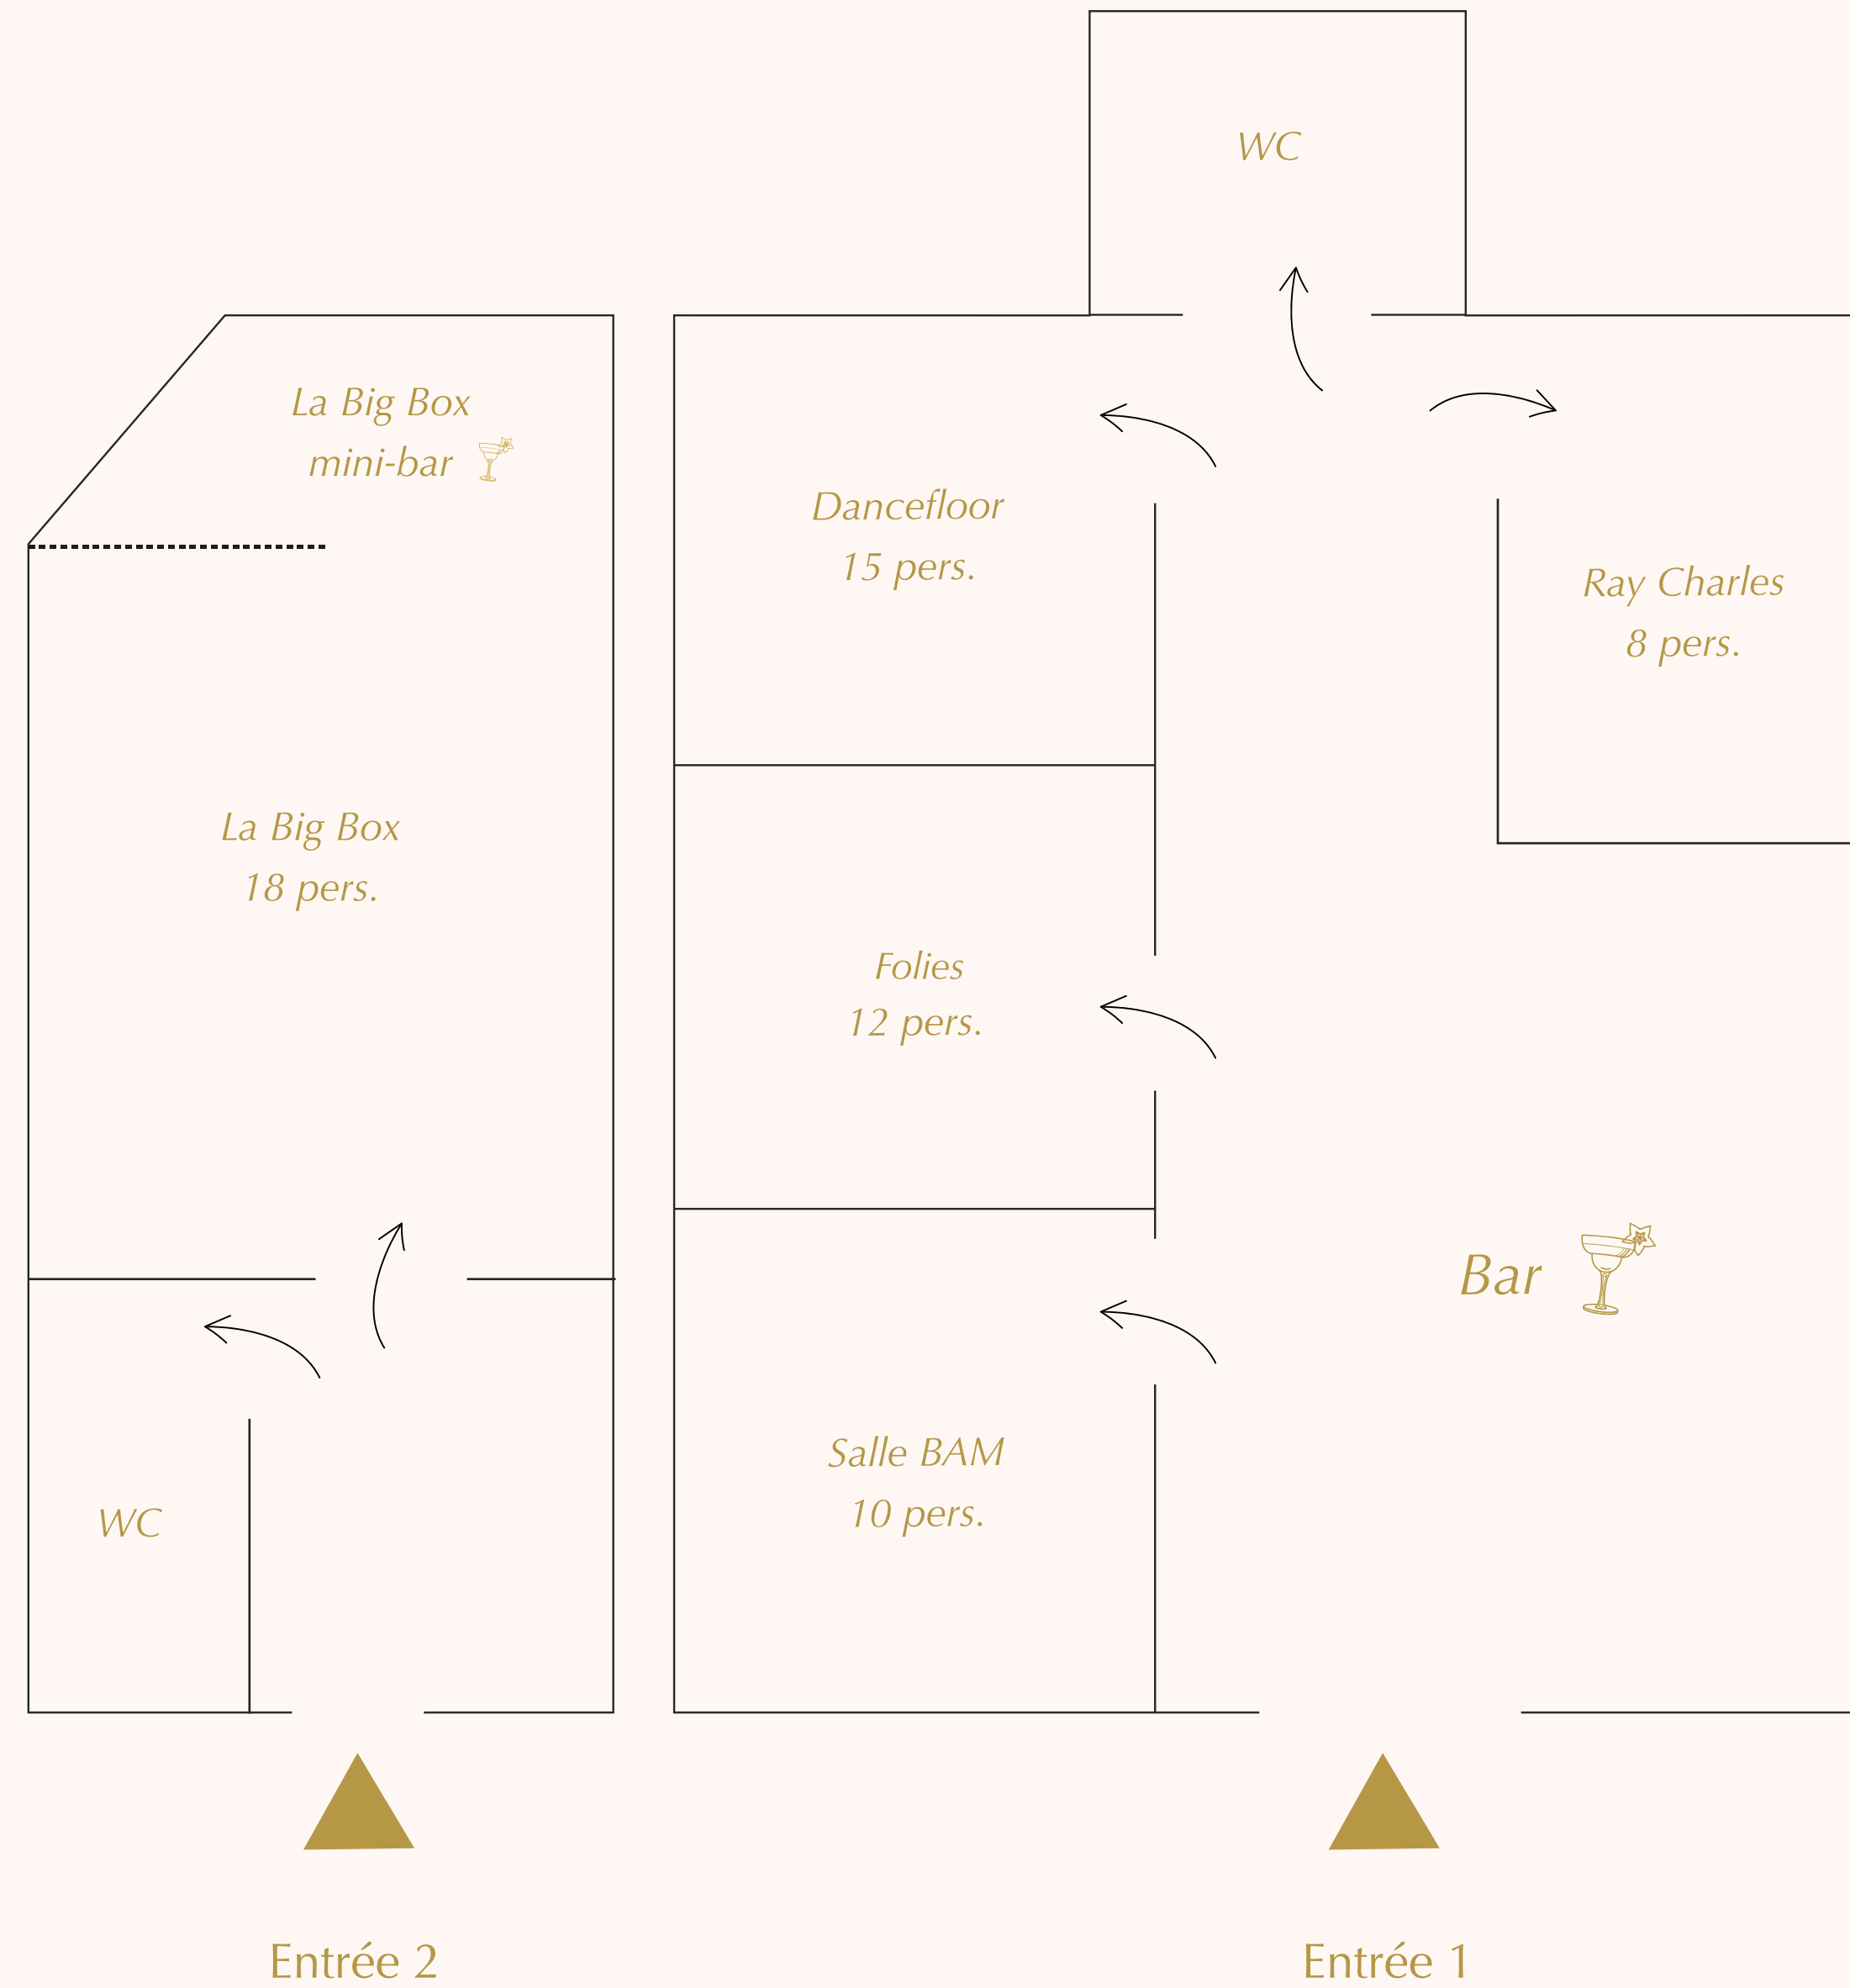 WC
La Big Box
mini-bar
Dancefloor
15 pers.
Ray Charles
8 pers.
La Big Box
18 pers.
Folies
12 pers.
Bar
Salle BAM
10 pers.
WC
Entrée 2
Entrée 1